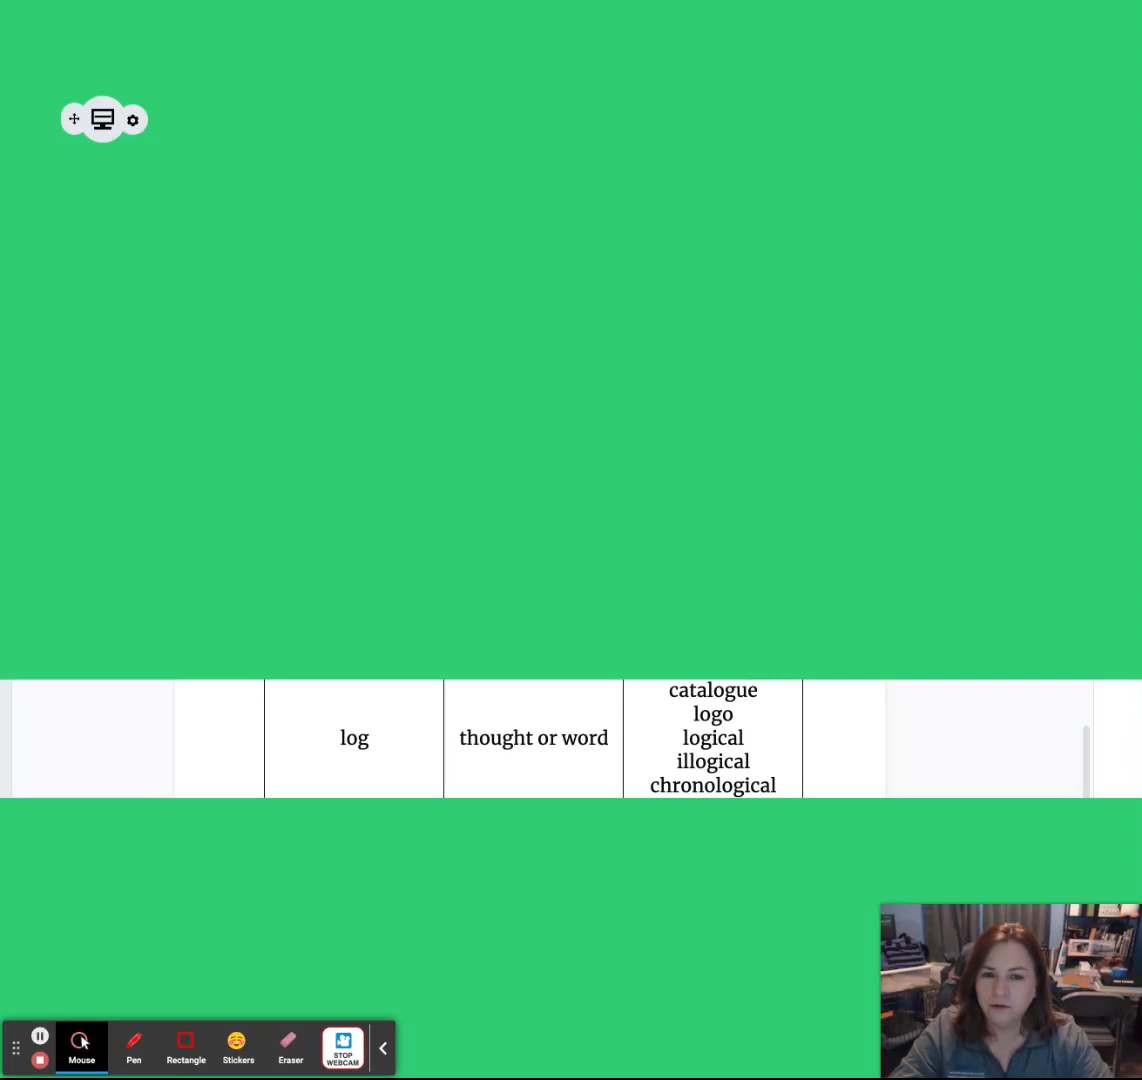 log
thought or word
catalogue
logo
logical
illogical
chronological
Mouse
Pen
Rectangle
Stickers
Eraser
STOP
WEBCAM